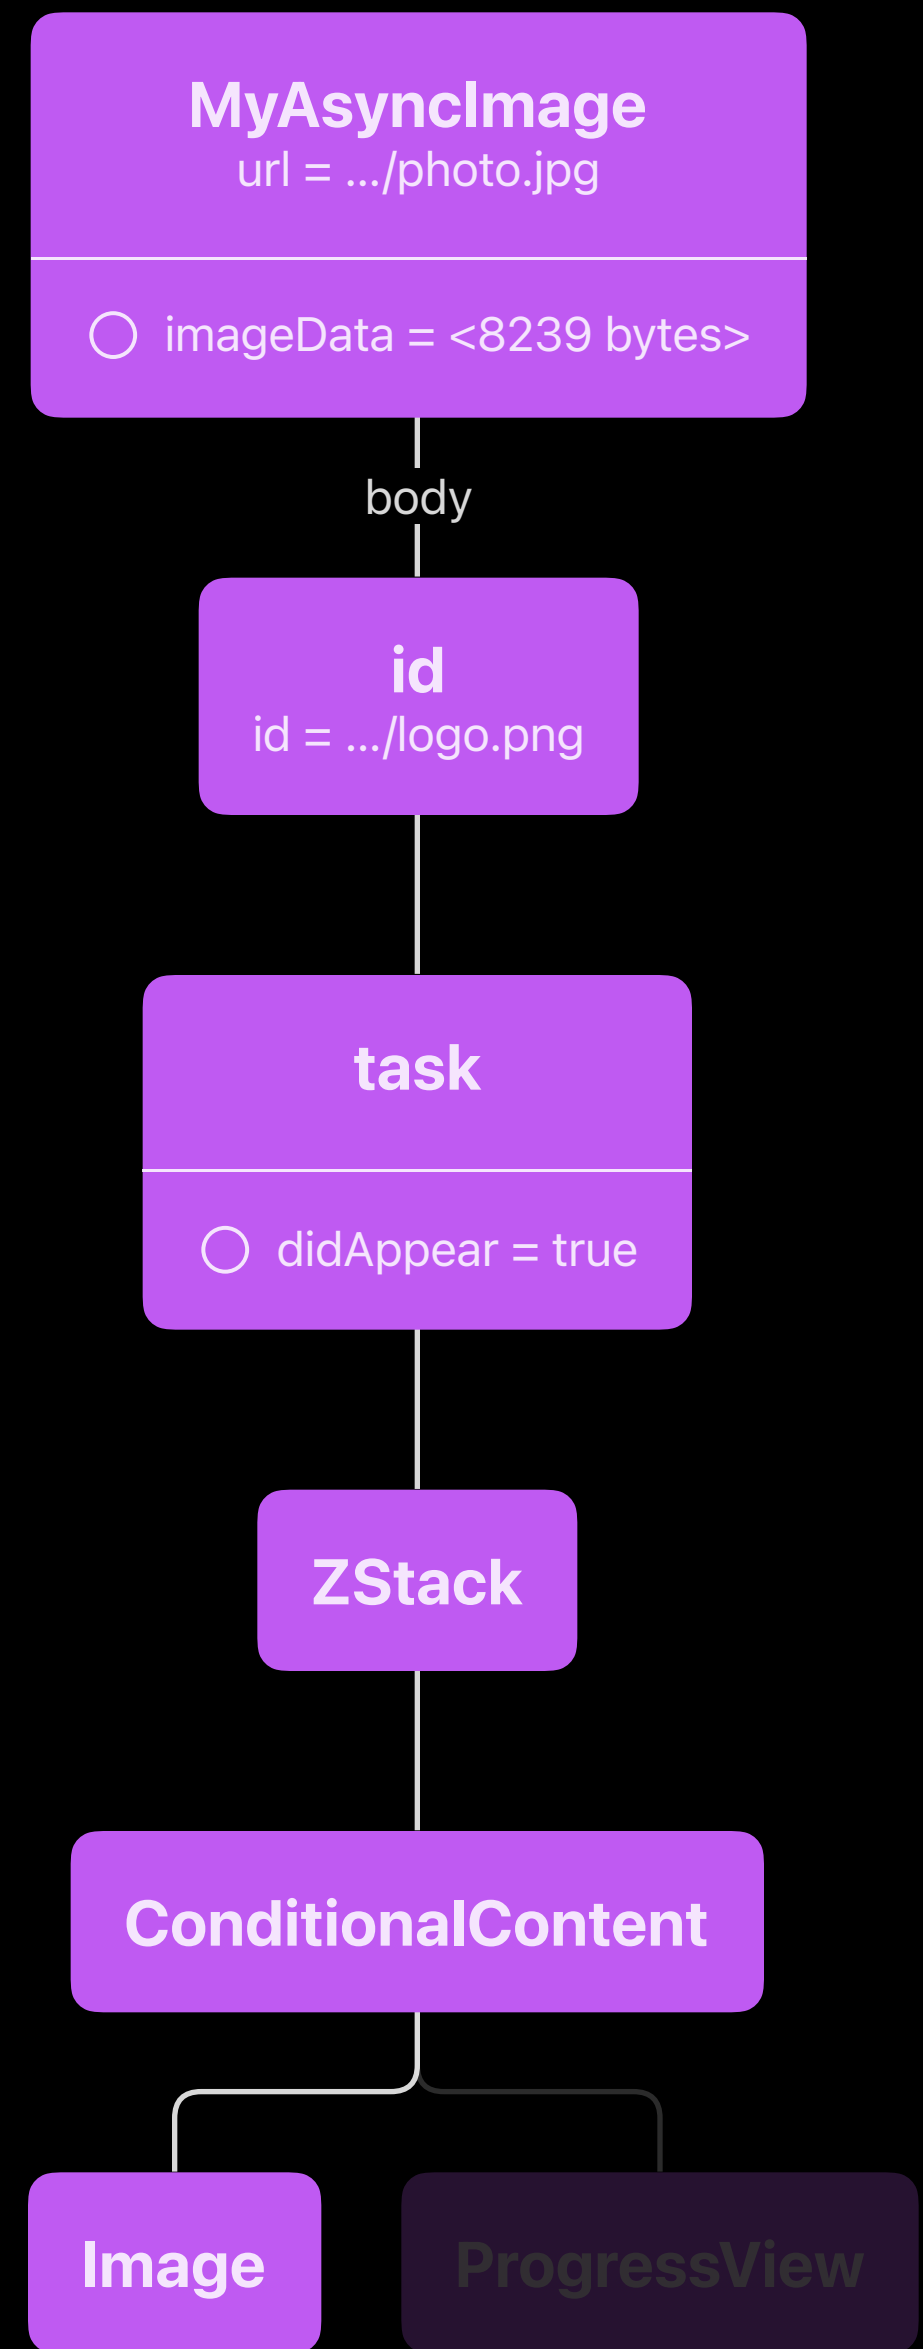 MyAsyncImage
url = .../photo.jpg
imageData = <8239 bytes>
body
id
id = .../logo.png
task
didAppear = true
ZStack
ConditionalContent
Image
ProgressView